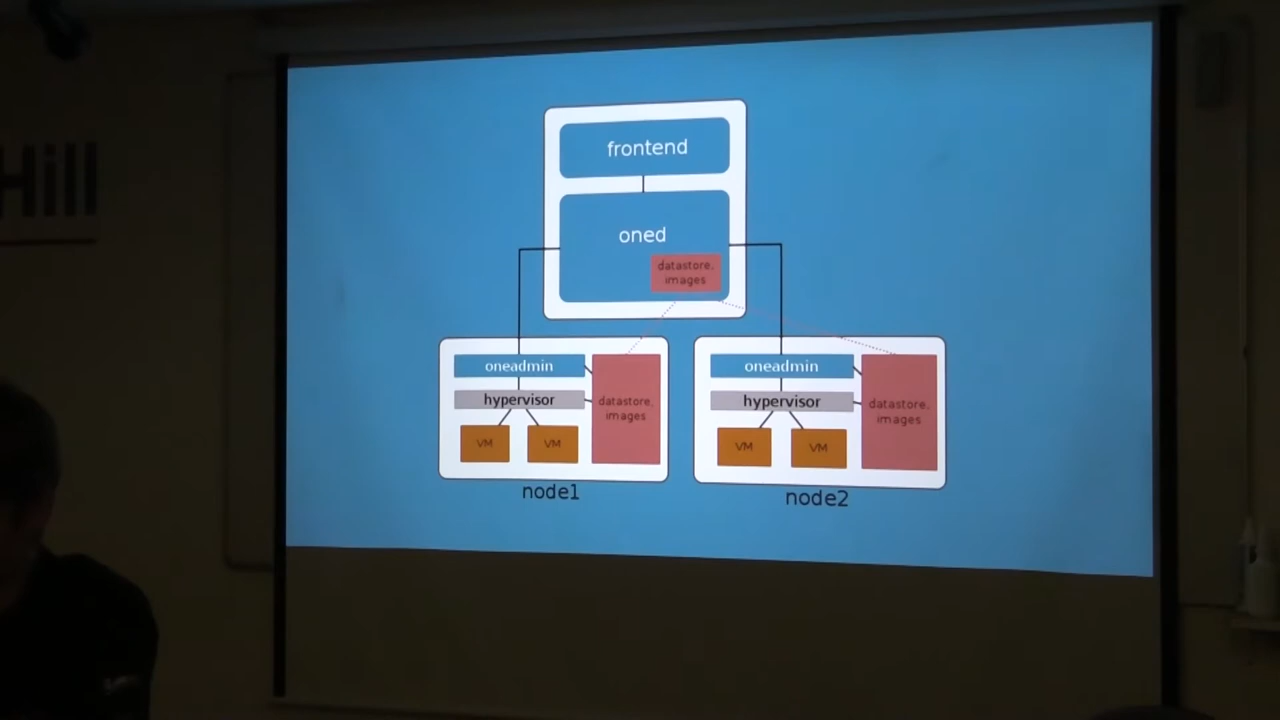 Hill
frontend
oned
datastore,
images
oneadmin
hypervisor
VM VM
datastore,
images
node1
oneadmin
hypervisor
VM VM
datastore,
images
node2